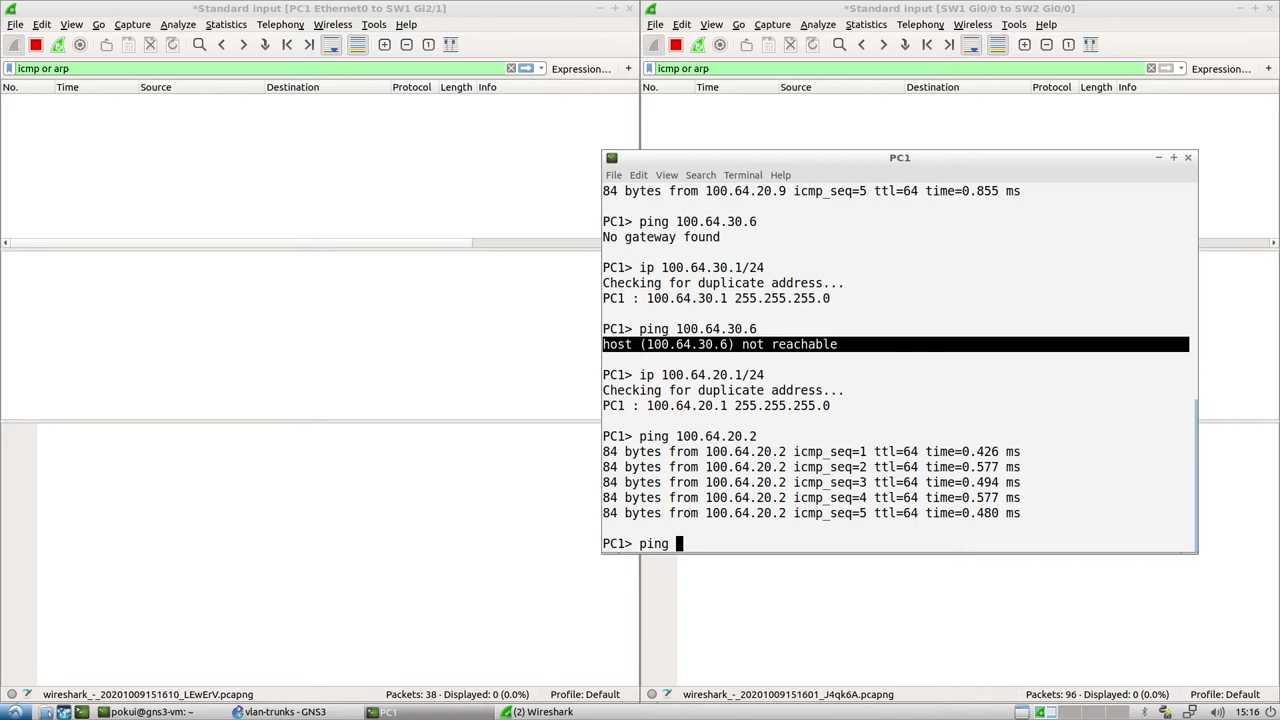 *Standard input [PC1 Ethernet0 to SW1 Gi2/1]
File Edit View Go Capture Analyze Statistics Telephony Wireless Tools Help
icmp or arp
Expression... +
No. Time Source Destination Protocol Length Info
*Standard input [SW1 Gi0/0 to SW2 Gi0/0]
File Edit View Go Capture Analyze Statistics Telephony Wireless Tools Help
icmp or arp
Expression... +
No. Time Source Destination Protocol Length Info
PC1
File Edit View Search Terminal Help
84 bytes from 100.64.20.9 icmp_seq=5 ttl=64 time=0.855 ms
PC1> ping 100.64.30.6
No gateway found
PC1> ip 100.64.30.1/24
Checking for duplicate address...
PC1 : 100.64.30.1 255.255.255.0
PC1> ping 100.64.30.6
host (100.64.30.6) not reachable
PC1> ip 100.64.20.1/24
Checking for duplicate address...
PC1 : 100.64.20.1 255.255.255.0
PC1> ping 100.64.20.2
84 bytes from 100.64.20.2 icmp_seq=1 ttl=64 time=0.426 ms
84 bytes from 100.64.20.2 icmp_seq=2 ttl=64 time=0.577 ms
84 bytes from 100.64.20.2 icmp_seq=3 ttl=64 time=0.494 ms
84 bytes from 100.64.20.2 icmp_seq=4 ttl=64 time=0.577 ms
84 bytes from 100.64.20.2 icmp_seq=5 ttl=64 time=0.480 ms
PC1> ping
wireshark_-_20201009151610_LEwErV.pcapng
Packets: 38 · Displayed: 0 (0.0%)
Profile: Default
wireshark_-_20201009151601_J4qk6A.pcapng
Packets: 96 · Displayed: 0 (0.0%)
Profile: Default
pokui@gns3-vm: ~
vlan-trunks - GNS3
PC1
(2) Wireshark
15:16